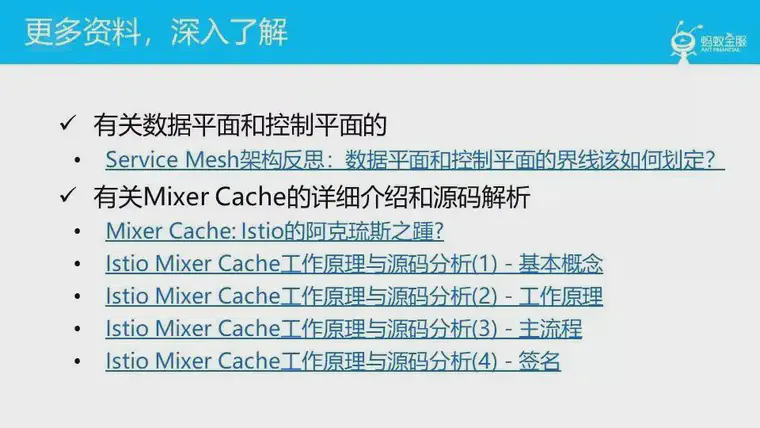 更多资料，深入了解
蚂蚁金服
ANT FINANCIAL
✓ 有关数据平面和控制平面的
• Service Mesh架构反思：数据平面和控制平面的界线该如何划定？
✓ 有关Mixer Cache的详细介绍和源码解析
• Mixer Cache: Istio的阿克琉斯之踵?
• Istio Mixer Cache工作原理与源码分析(1) - 基本概念
• Istio Mixer Cache工作原理与源码分析(2) - 工作原理
• Istio Mixer Cache工作原理与源码分析(3) - 主流程
• Istio Mixer Cache工作原理与源码分析(4) - 签名